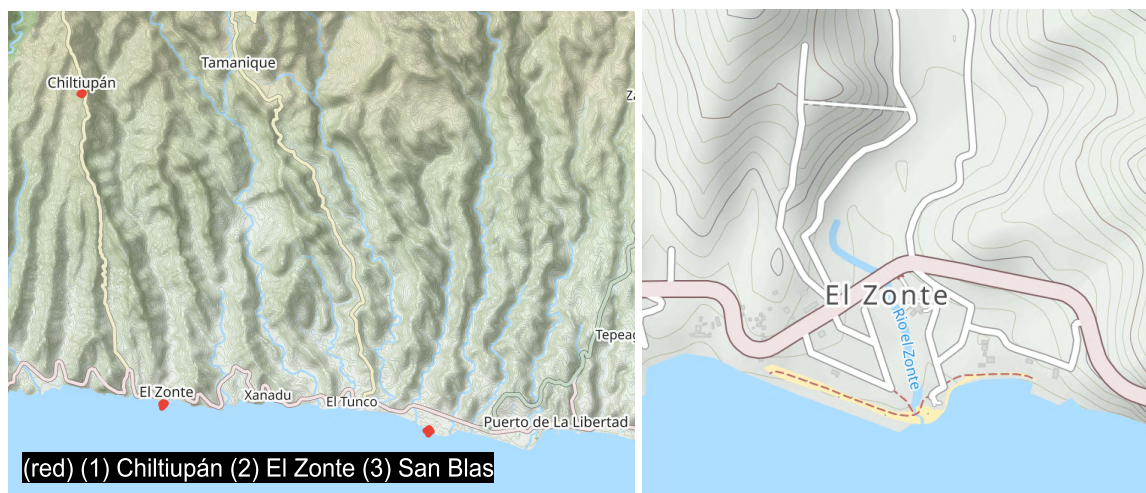 Tamanique
Chiltiupán
El Zonte
Xanadu
El Tunco
Puerto de La Libertad
(red) (1) Chiltiupán (2) El Zonte (3) San Blas
El Zonte
Río el Zonte